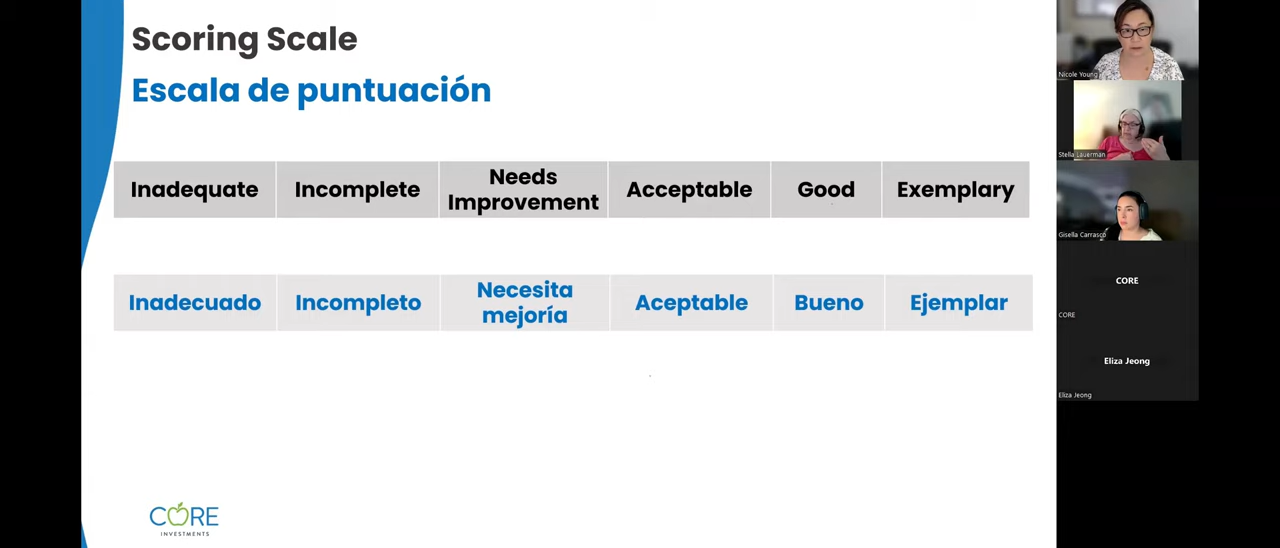 Scoring Scale
Escala de puntuación
Inadequate
Incomplete
Needs
Improvement
Acceptable
Good
Exemplary
Inadecuado
Incompleto
Necesita
mejoría
Aceptable
Bueno
Ejemplar
CORE
INVESTMENTS
Nicole Young
Stella Lauerman
Gisella Carrasco
CORE
CORE
Eliza Jeong
Eliza Jeong